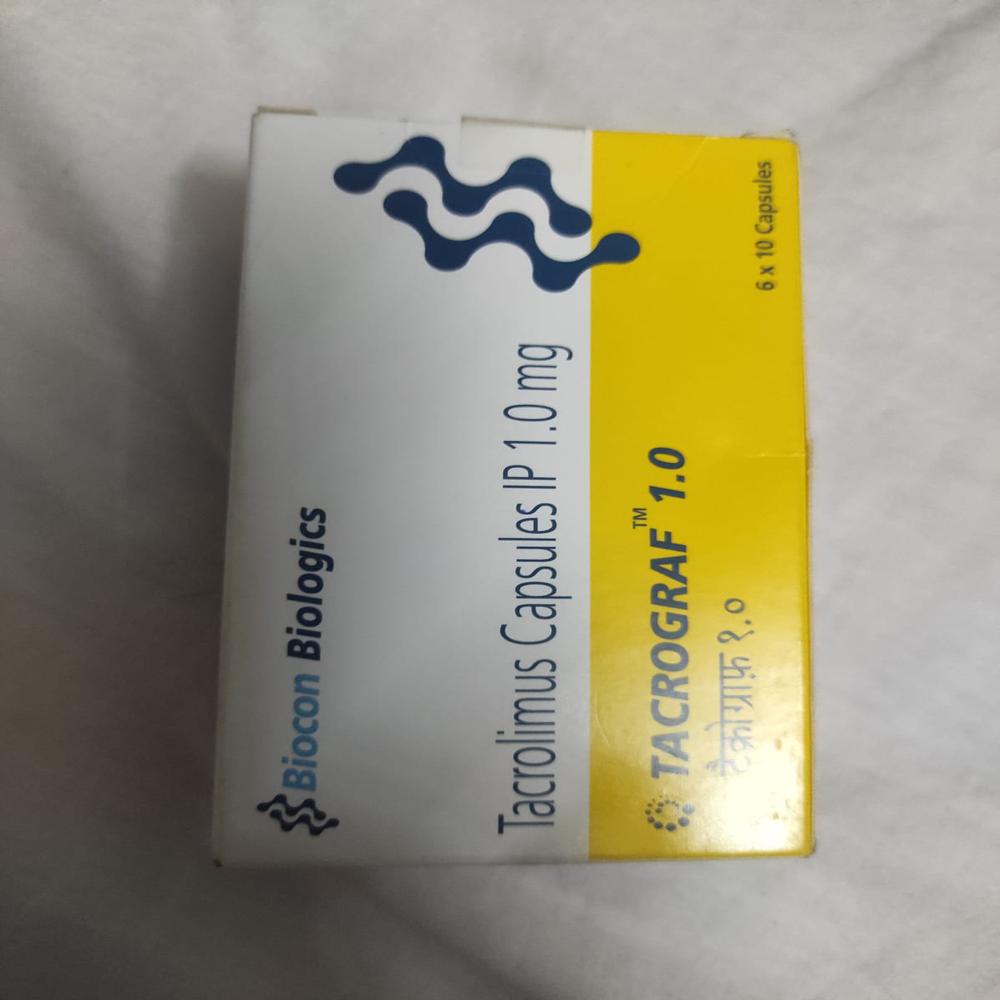 Biocon Biologics
Tacrolimus Capsules IP 1.0 mg
TACROGRAF™ 1.0
टैक्रोग्राफ़ १.०
6 x 10 Capsules